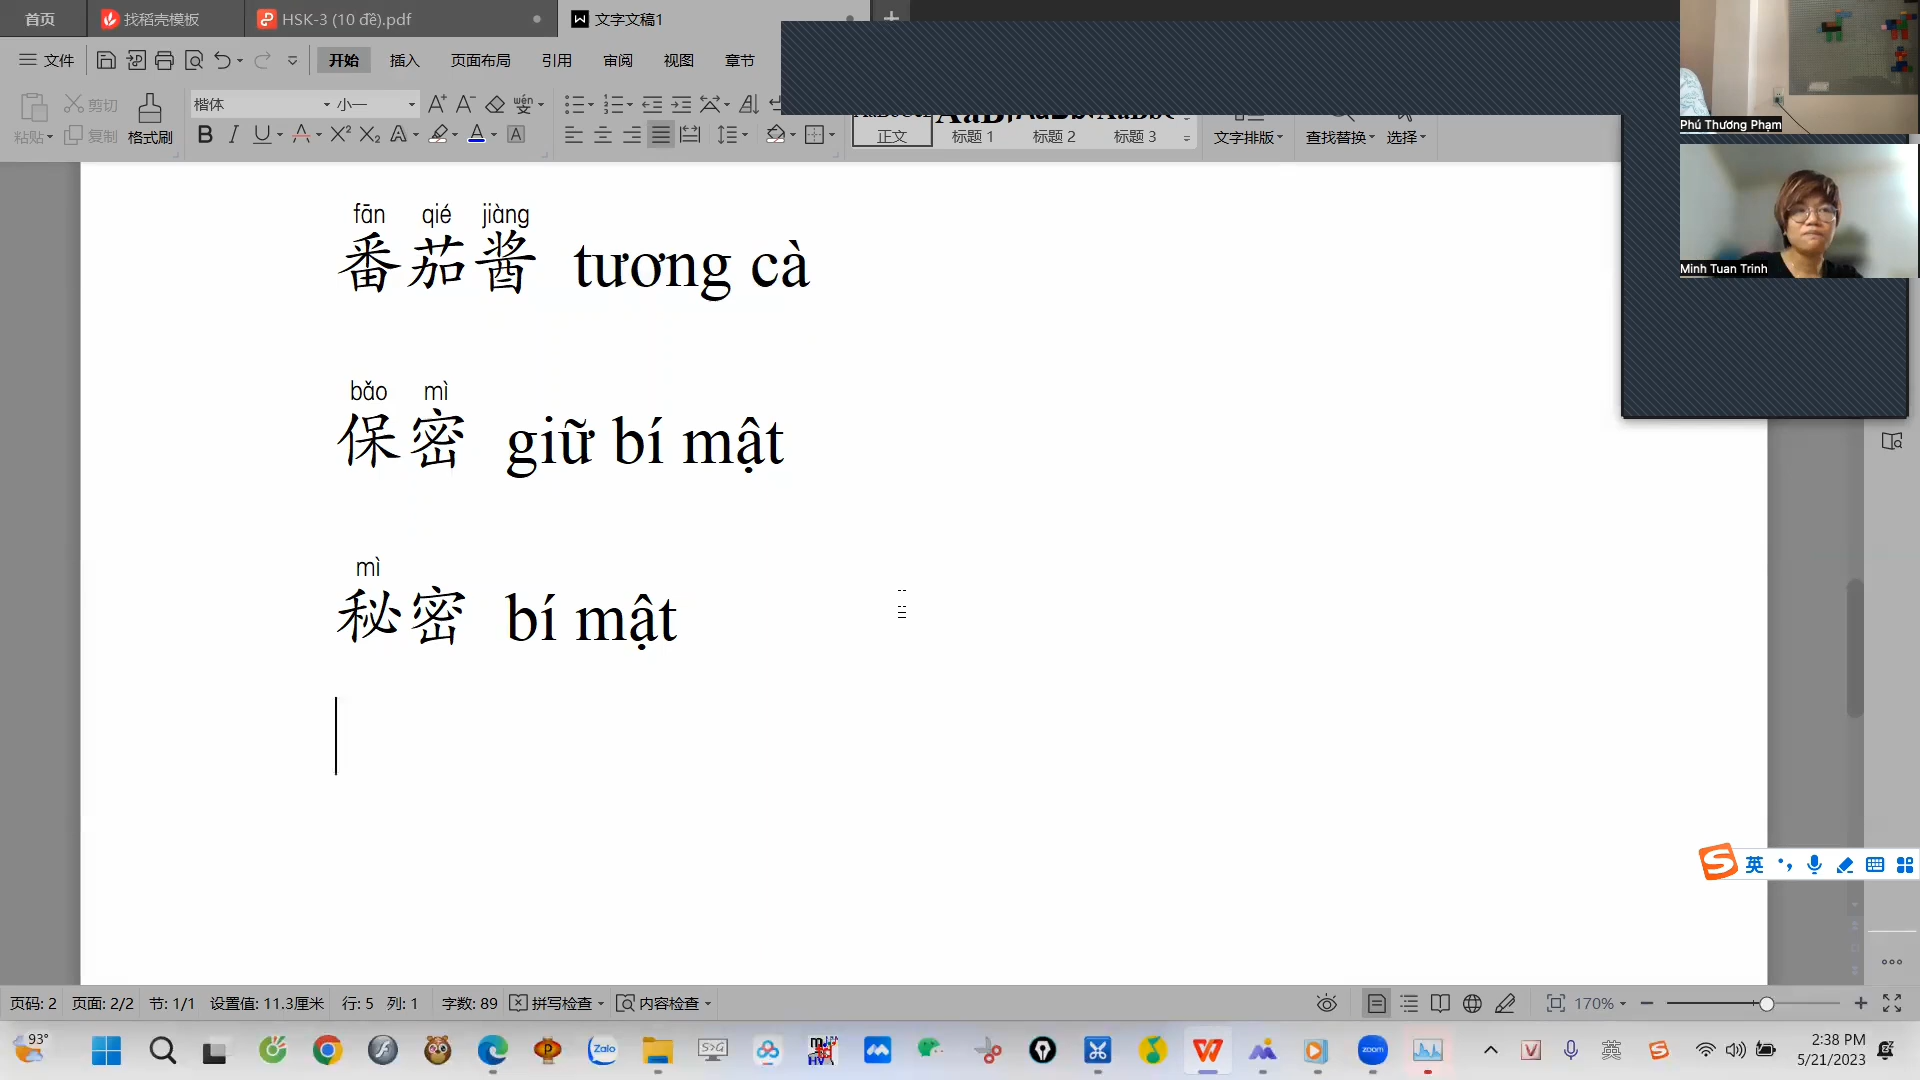 首页 找稻壳模板 HSK-3 (10 đề).pdf 文字文稿1
文件 开始 插入 页面布局 引用 审阅 视图 章节
粘贴 剪切 复制 格式刷 楷体 小一
正文 标题 1 标题 2 标题 3 文字排版 查找替换 选择
Phú Thương Phạm
Minh Tuan Trinh
fān qié jiàng
番茄酱 tương cà
bǎo mì
保密 giữ bí mật
mì
秘密 bí mật
英
页码: 2 页面: 2/2 节: 1/1 设置值: 11.3厘米 行: 5 列: 1 字数: 89 拼写检查 内容检查 170%
93° Zalo zoom 英 2:38 PM
5/21/2023